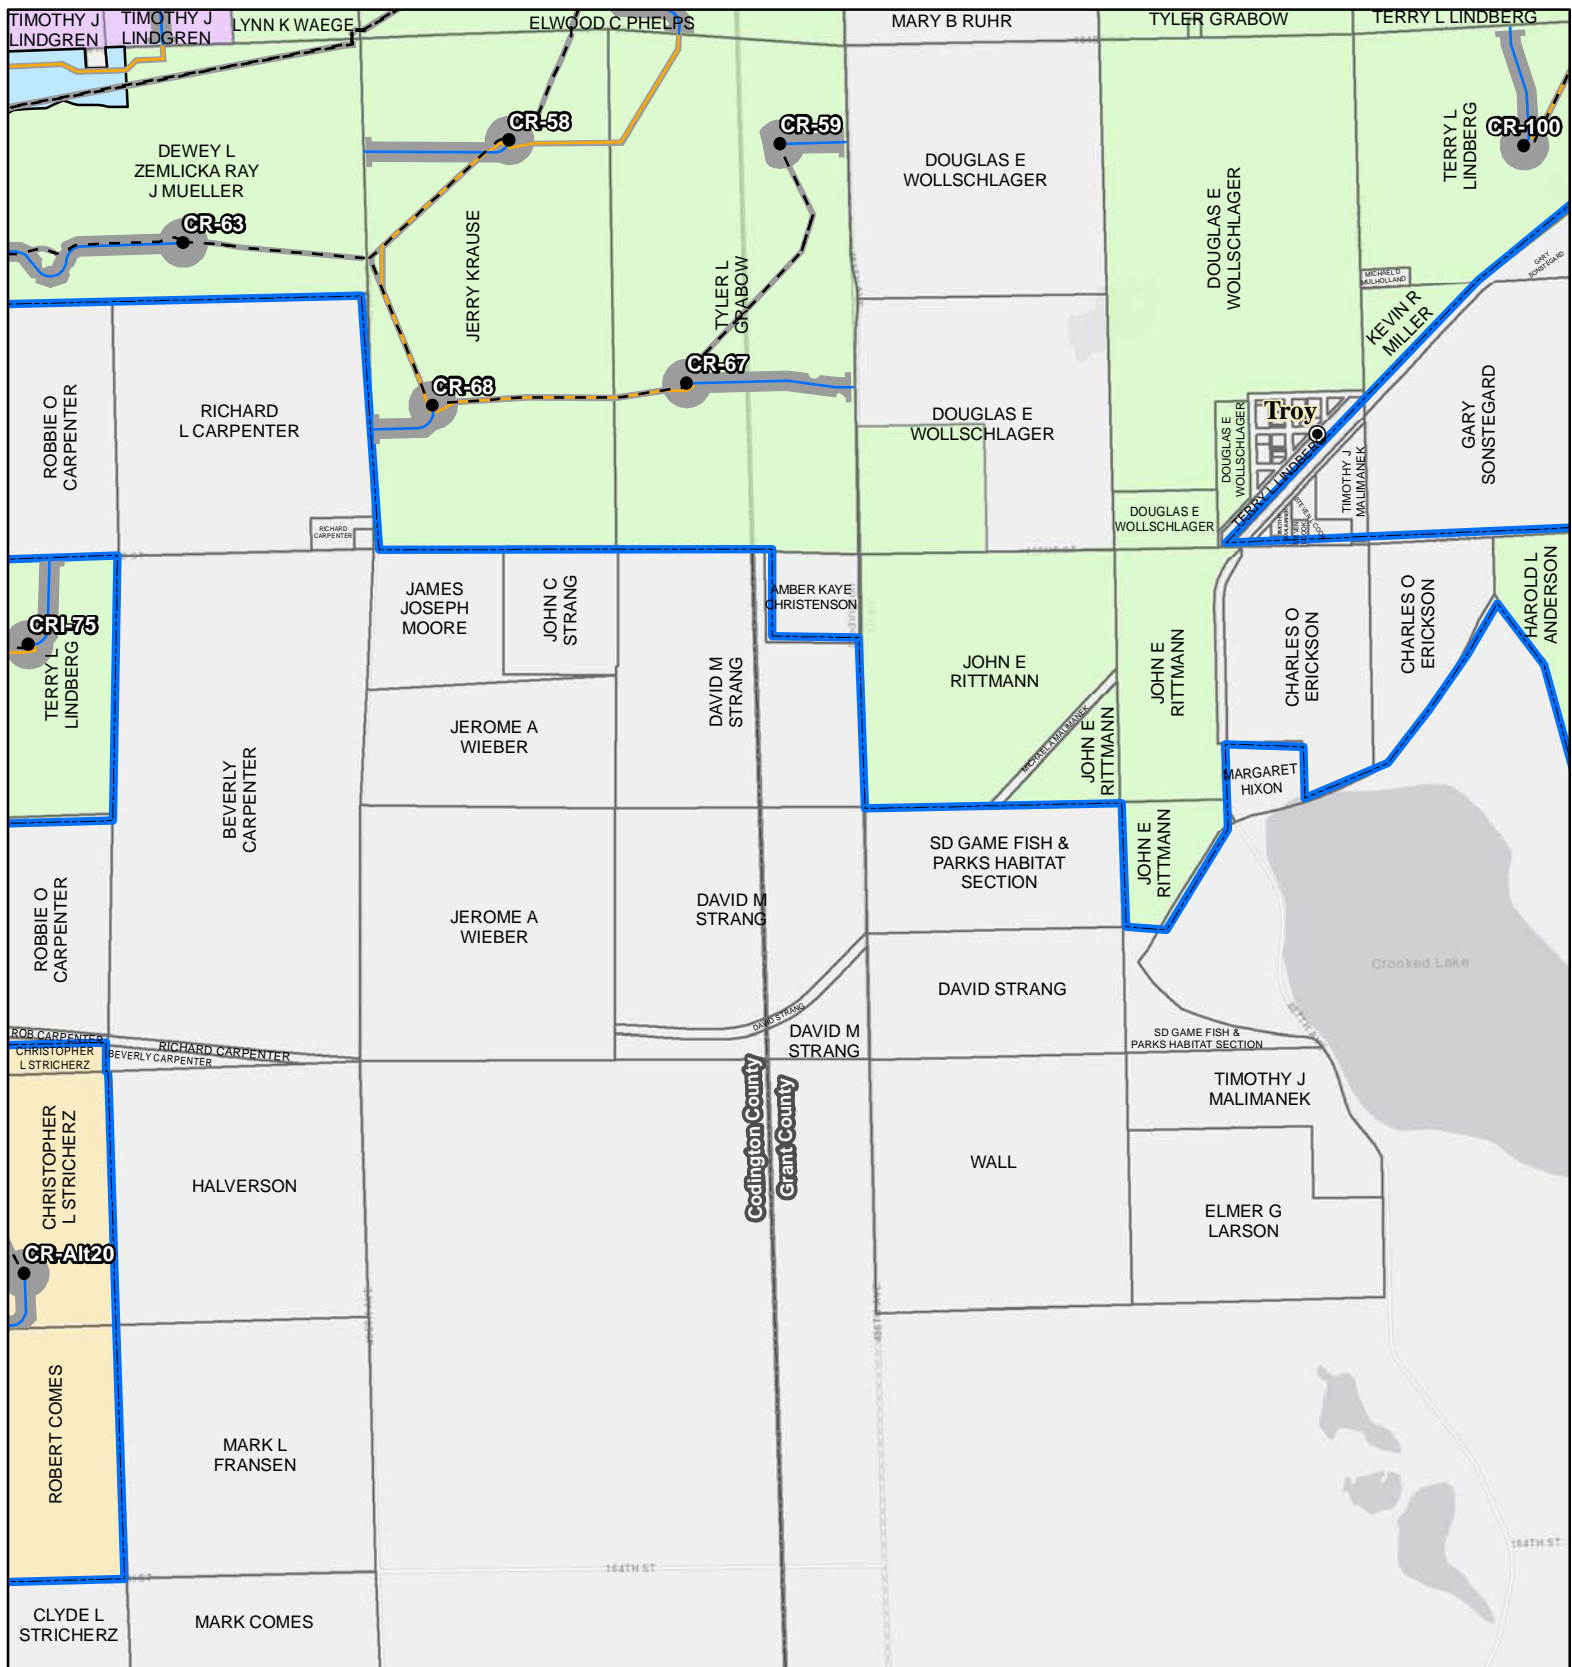 TIMOTHY J
LINDGREN
TIMOTHY J
LINDGREN
LYNN K WAEGE
ELWOOD C PHELPS
MARY B RUHR
TYLER GRABOW
TERRY L LINDBERG
CR-58
CR-59
CR-100
TERRY L
LINDBERG
DEWEY L
ZEMLICKA RAY
J MUELLER
DOUGLAS E
WOLLSCHLAGER
DOUGLAS E
WOLLSCHLAGER
CR-63
JERRY KRAUSE
TYLER L
GRABOW
MICHAEL D
MULHOLLAND
GARY
SONSTEGARD
KEVIN R
MILLER
CR-68
CR-67
ROBBIE O
CARPENTER
RICHARD
L CARPENTER
DOUGLAS E
WOLLSCHLAGER
DOUGLAS E
WOLLSCHLAGER
Troy
GARY
SONSTEGARD
TERRY L LINDBERG
TIMOTHY J
MALIMANEK
STEVEN L COOK
DOUGLAS E
WOLLSCHLAGER
RICHARD
CARPENTER
ST
JAMES
JOSEPH
MOORE
JOHN C
STRANG
AMBER KAYE
CHRISTENSON
HAROLD L
ANDERSON
CRI-75
TERRY L
LINDBERG
DAVID M
STRANG
JOHN E
RITTMANN
JOHN E
RITTMANN
CHARLES O
ERICKSON
CHARLES O
ERICKSON
JEROME A
WIEBER
MICHAEL A MALIMANEK
JOHN E
RITTMANN
BEVERLY
CARPENTER
MARGARET
HIXON
SD GAME FISH &
PARKS HABITAT
SECTION
JOHN E
RITTMANN
ROBBIE O
CARPENTER
JEROME A
WIEBER
DAVID M
STRANG
Crooked Lake
DAVID STRANG
DAVID STRANG
DAVID M
STRANG
SD GAME FISH &
PARKS HABITAT SECTION
ROB CARPENTER
RICHARD CARPENTER
CHRISTOPHER
L STRICHERZ
BEVERLY CARPENTER
Codington County
Grant County
TIMOTHY J
MALIMANEK
CHRISTOPHER
L STRICHERZ
HALVERSON
WALL
ELMER G
LARSON
CR-Alt20
456TH AVE
ROBERT COMES
MARK L
FRANSEN
164TH ST
164TH ST
ST
CLYDE L
STRICHERZ
MARK COMES